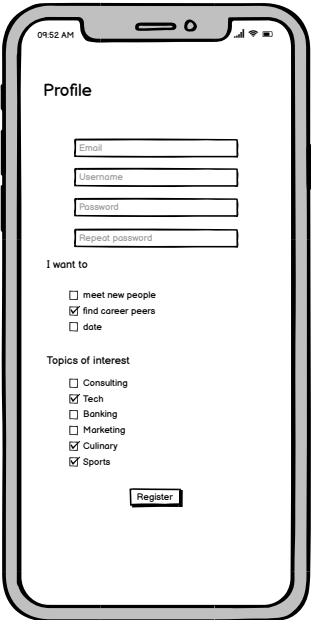 09:52 AM
Profile
Email
Username
Password
Repeat password
I want to
meet new people
find career peers
date
Topics of interest
Consulting
Tech
Banking
Marketing
Culinary
Sports
Register